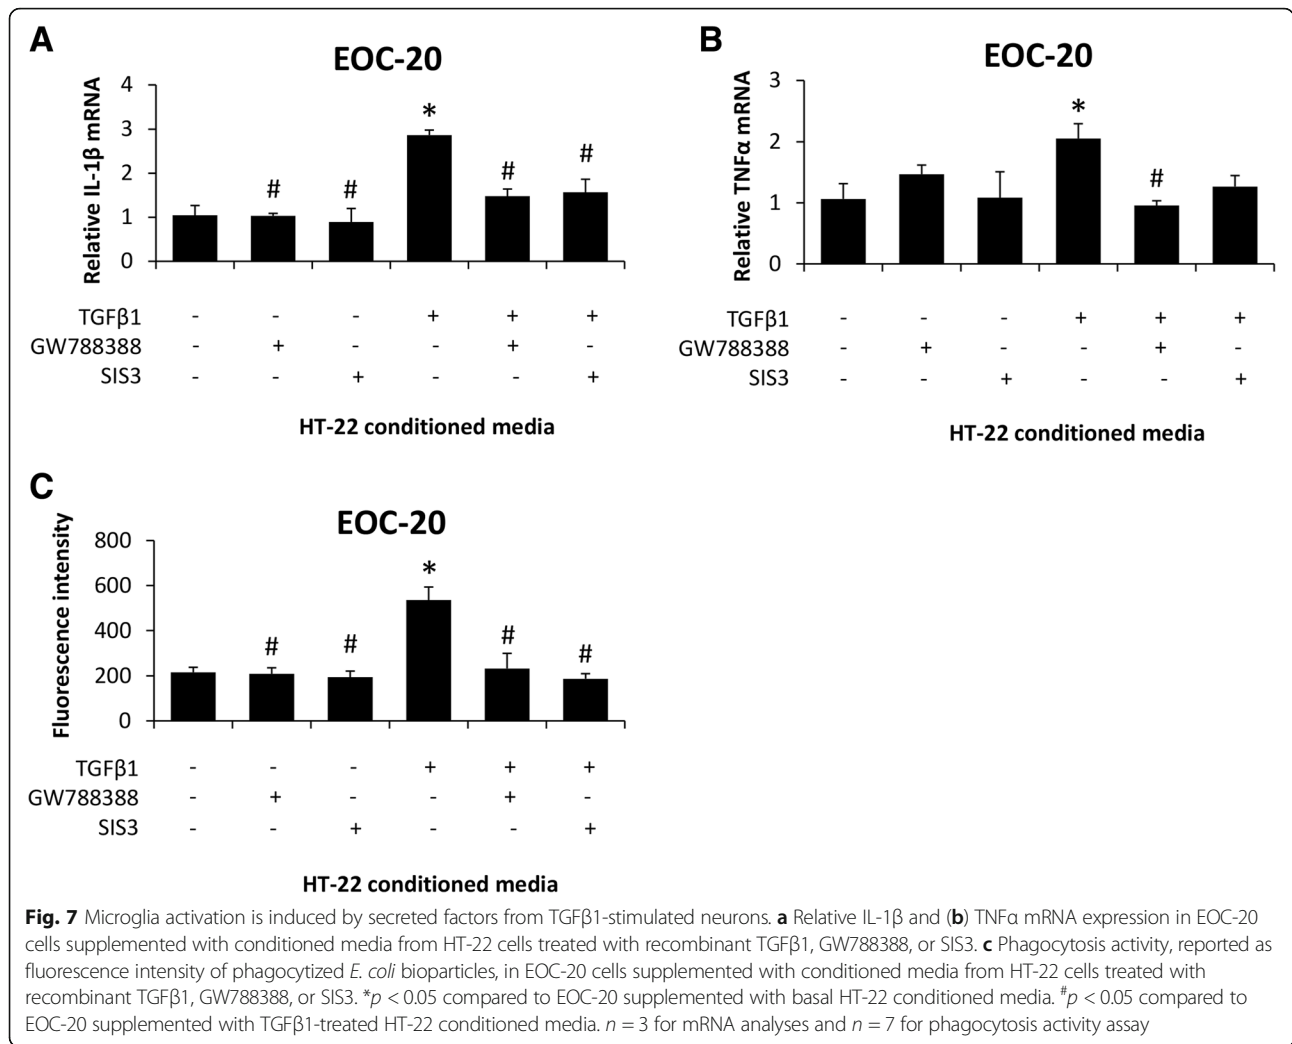 A
EOC-20
Relative IL-1β mRNA
4
3
2
1
0
* # # # #
TGFβ1 - - - + + +
GW788388 - + - - + -
SIS3 - - + - - +
HT-22 conditioned media
B
EOC-20
Relative TNFα mRNA
3
2
1
0
* #
TGFβ1 - - - + + +
GW788388 - + - - + -
SIS3 - - + - - +
HT-22 conditioned media
C
EOC-20
Fluorescence intensity
800
600
400
200
0
# # * # #
TGFβ1 - - - + + +
GW788388 - + - - + -
SIS3 - - + - - +
HT-22 conditioned media
Fig. 7 Microglia activation is induced by secreted factors from TGFβ1-stimulated neurons. a Relative IL-1β and (b) TNFα mRNA expression in EOC-20
cells supplemented with conditioned media from HT-22 cells treated with recombinant TGFβ1, GW788388, or SIS3. c Phagocytosis activity, reported as
fluorescence intensity of phagocytized E. coli bioparticles, in EOC-20 cells supplemented with conditioned media from HT-22 cells treated with
recombinant TGFβ1, GW788388, or SIS3. *p < 0.05 compared to EOC-20 supplemented with basal HT-22 conditioned media. #p < 0.05 compared to
EOC-20 supplemented with TGFβ1-treated HT-22 conditioned media. n = 3 for mRNA analyses and n = 7 for phagocytosis activity assay